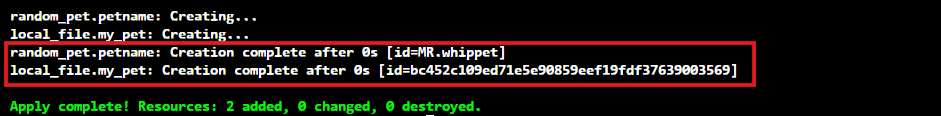 random_pet.petname: Creating...
local_file.my_pet: Creating...
random_pet.petname: Creation complete after 0s [id=MR.whippet]
local_file.my_pet: Creation complete after 0s [id=bc452c109ed71e5e90859eef19fdf37639003569]
Apply complete! Resources: 2 added, 0 changed, 0 destroyed.